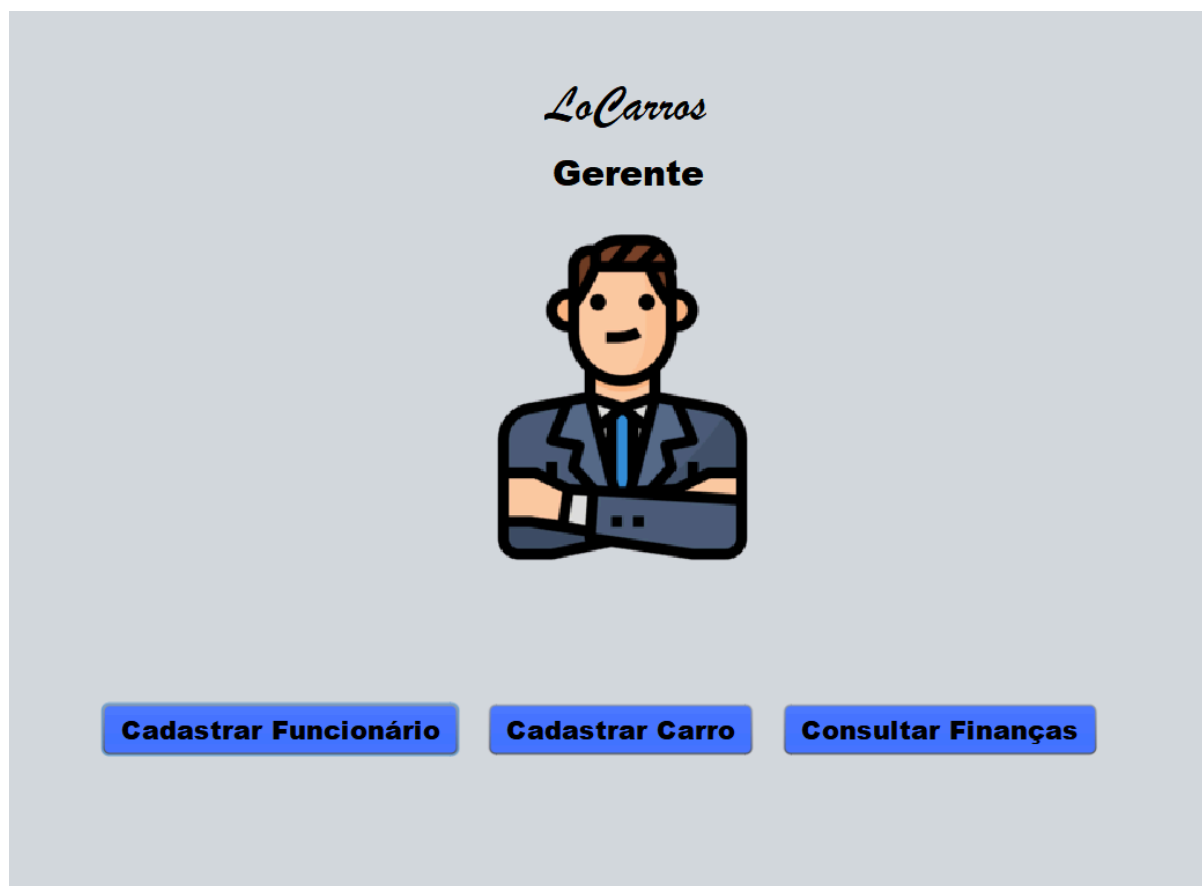 LoCarros
Gerente
Cadastrar Funcionário
Cadastrar Carro
Consultar Finanças